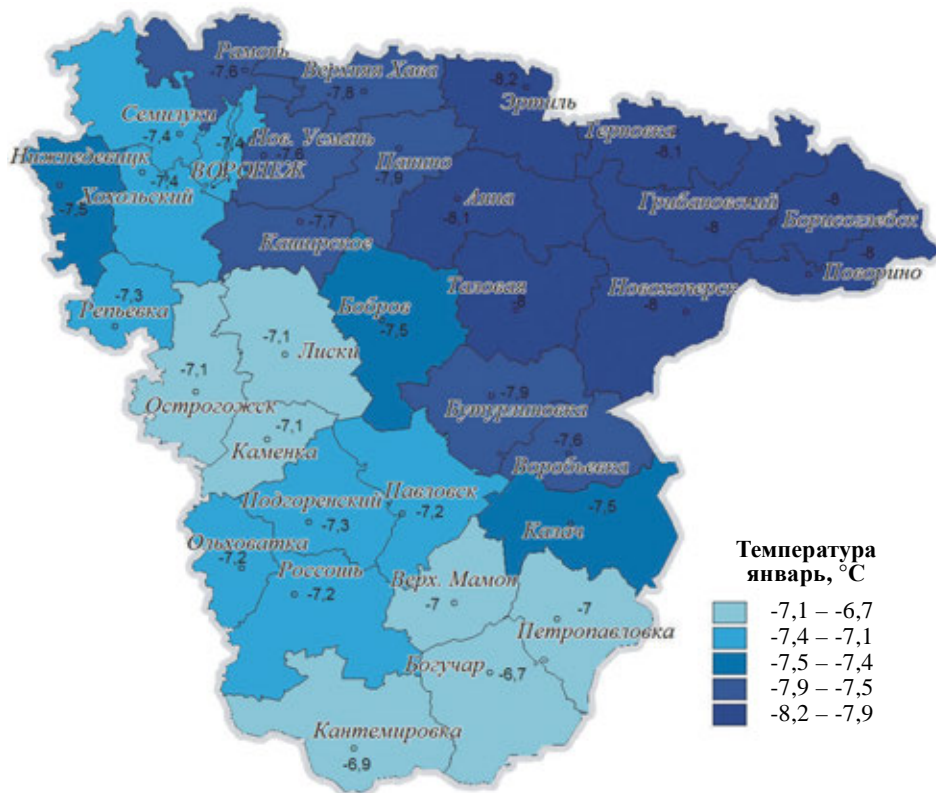 Рамонь
-7,6
Верхняя Хава
-7,8
-8,2
Эртиль
Семилуки
-7,4
-7,4
Нов. Усмань
-7,6
Терновка
-8,1
Нижнедевицк
-7,5
-7,4
ВОРОНЕЖ
Хохольский
Панино
-7,9
Анна
-8,1
Грибановский
-8
-8
Борисоглебск
-7,7
Каширское
-8
Поворино
-7,3
Репьевка
Бобров
-7,5
Таловая
-8
Новохоперск
-8
-7,1
Лиски
-7,1
Острогожск
-7,9
Бутурлиновка
-7,1
Каменка
-7,6
Воробьевка
Подгоренский
-7,3
Павловск
-7,2
-7,5
Калач
Ольховатка
-7,2
Россошь
-7,2
Верх. Мамон
-7
-7
Петропавловка
Богучар
-6,7
Кантемировка
-6,9
Температура
январь, °С
-7,1 – -6,7
-7,4 – -7,1
-7,5 – -7,4
-7,9 – -7,5
-8,2 – -7,9